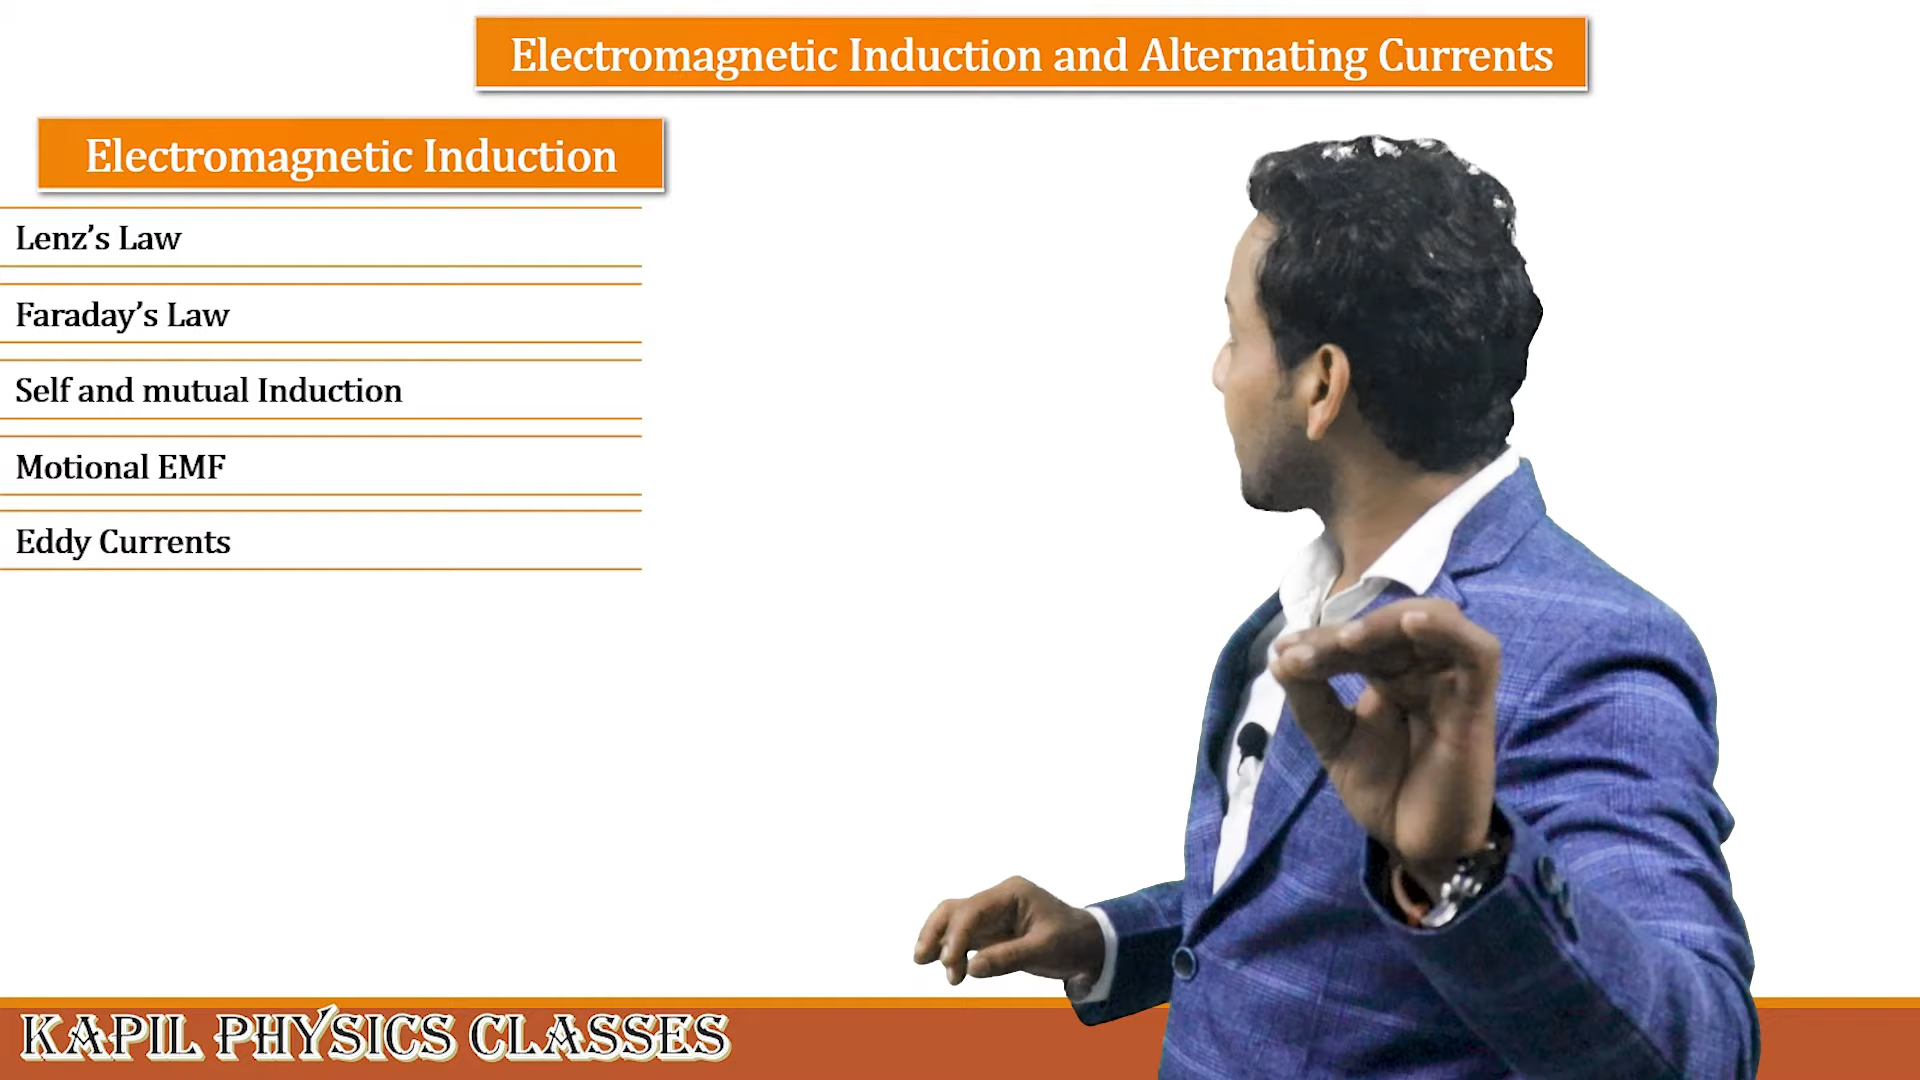 Electromagnetic Induction and Alternating Currents
Electromagnetic Induction
Lenz’s Law
Faraday’s Law
Self and mutual Induction
Motional EMF
Eddy Currents
KAPIL PHYSICS CLASSES